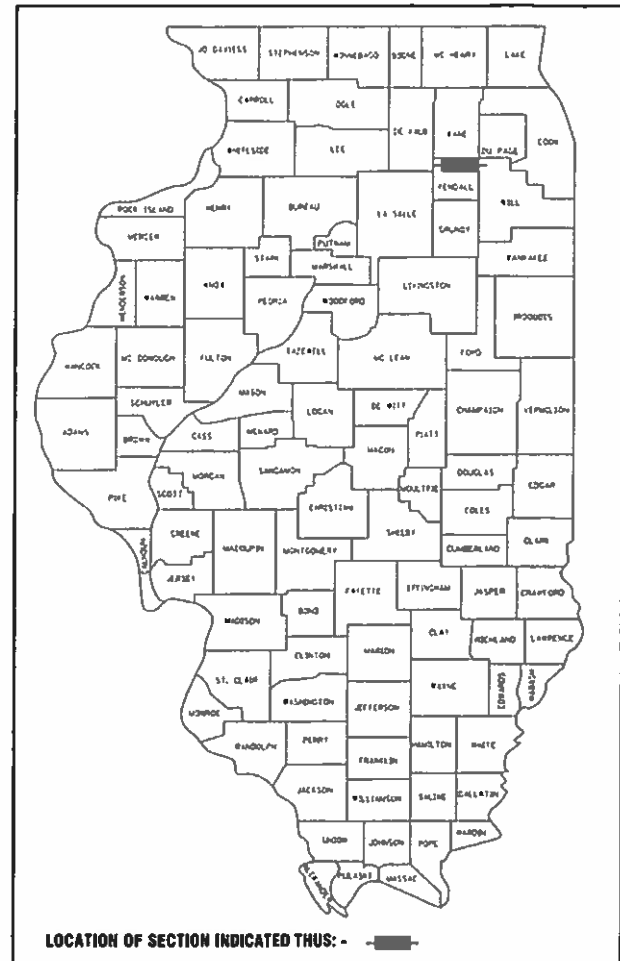 JO DAVIESS STEPHENSON WINNEBAGO BOONE MC HENRY LAKE
CARROLL OGLE
DE KALB KANE COOK
DU PAGE
WHITESIDE LEE
KENDALL
WILL
ROCK ISLAND HENRY BUREAU LA SALLE
GRUNDY
MERCER PUTNAM
STARK MARSHALL KANKAKEE
HENDERSON WARREN KNOX PEORIA WOODFORD LIVINGSTON
PRODUCTS
HANCOCK MC DONOUGH FULTON TAZEWELL MC LEAN FORD
MASON
SCHUYLER LOGAN DE WITT CHAMPAIGN VERMILION
ADAMS BROWN CASS MENARD PIATT
MACON
MORGAN SANGAMON DOUGLAS
PIKE SCOTT MOULTRIE EDGAR
CHRISTIAN COLES
GREENE SHELBY
CALHOUN MACOUPIN MONTGOMERY CUMBERLAND CLARK
JERSEY
FAYETTE EFFINGHAM JASPER CRAWFORD
MADISON BOND
CLAY RICHLAND LAWRENCE
CLINTON MARION
ST. CLAIR WAYNE EDWARDS WABASH
WASHINGTON
MONROE JEFFERSON
RANDOLPH PERRY HAMILTON WHITE
FRANKLIN
JACKSON WILLIAMSON SALINE GALLATIN
UNION JOHNSON POPE HARDIN
ALEXANDER PULASKI MASSAC
LOCATION OF SECTION INDICATED THUS: -